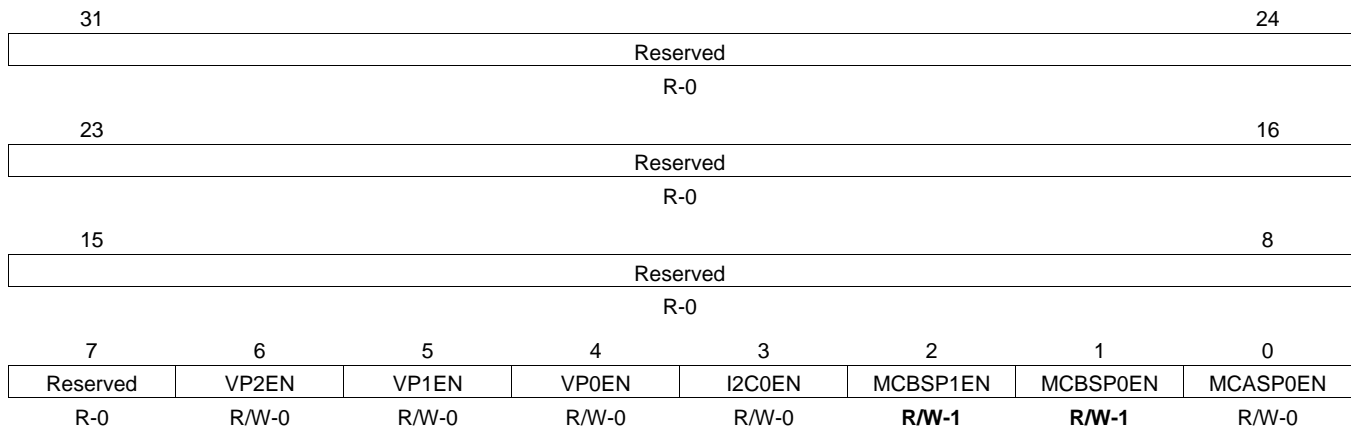 31 24
Reserved
R-0
23 16
Reserved
R-0
15 8
Reserved
R-0
7 6 5 4 3 2 1 0
Reserved VP2EN VP1EN VP0EN I2C0EN MCBSP1EN MCBSP0EN MCASP0EN
R-0 R/W-0 R/W-0 R/W-0 R/W-0 R/W-1 R/W-1 R/W-0